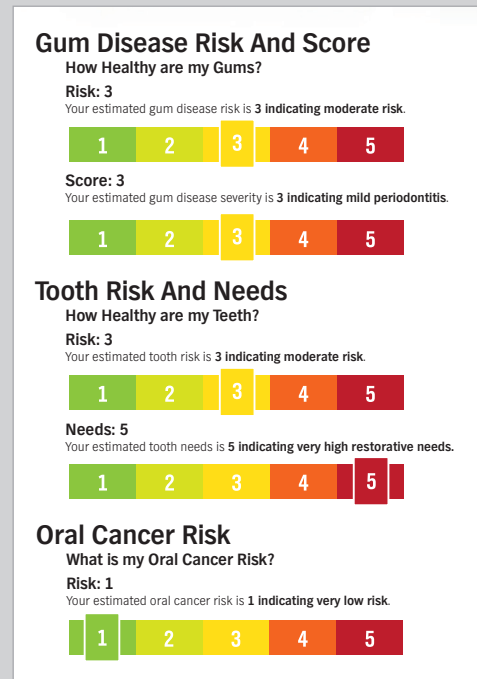 Gum Disease Risk And Score
How Healthy are my Gums?
Risk: 3
Your estimated gum disease risk is 3 indicating moderate risk.
1 2 3 4 5
Score: 3
Your estimated gum disease severity is 3 indicating mild periodontitis.
1 2 3 4 5
Tooth Risk And Needs
How Healthy are my Teeth?
Risk: 3
Your estimated tooth risk is 3 indicating moderate risk.
1 2 3 4 5
Needs: 5
Your estimated tooth needs is 5 indicating very high restorative needs.
1 2 3 4 5
Oral Cancer Risk
What is my Oral Cancer Risk?
Risk: 1
Your estimated oral cancer risk is 1 indicating very low risk.
1 2 3 4 5